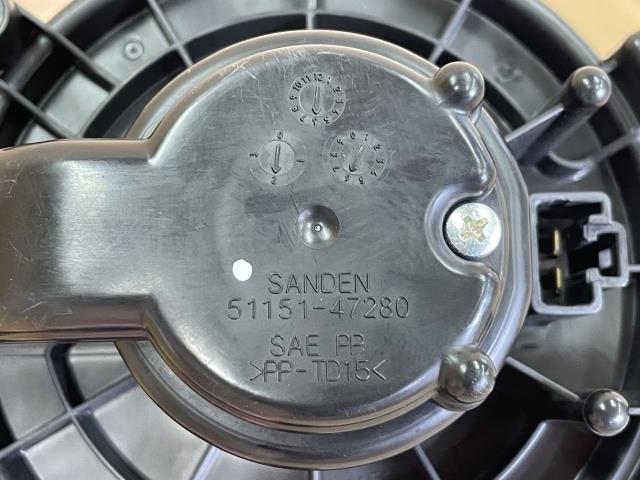 SANDEN
51151-47280
SAE PP
>PP-TD15<